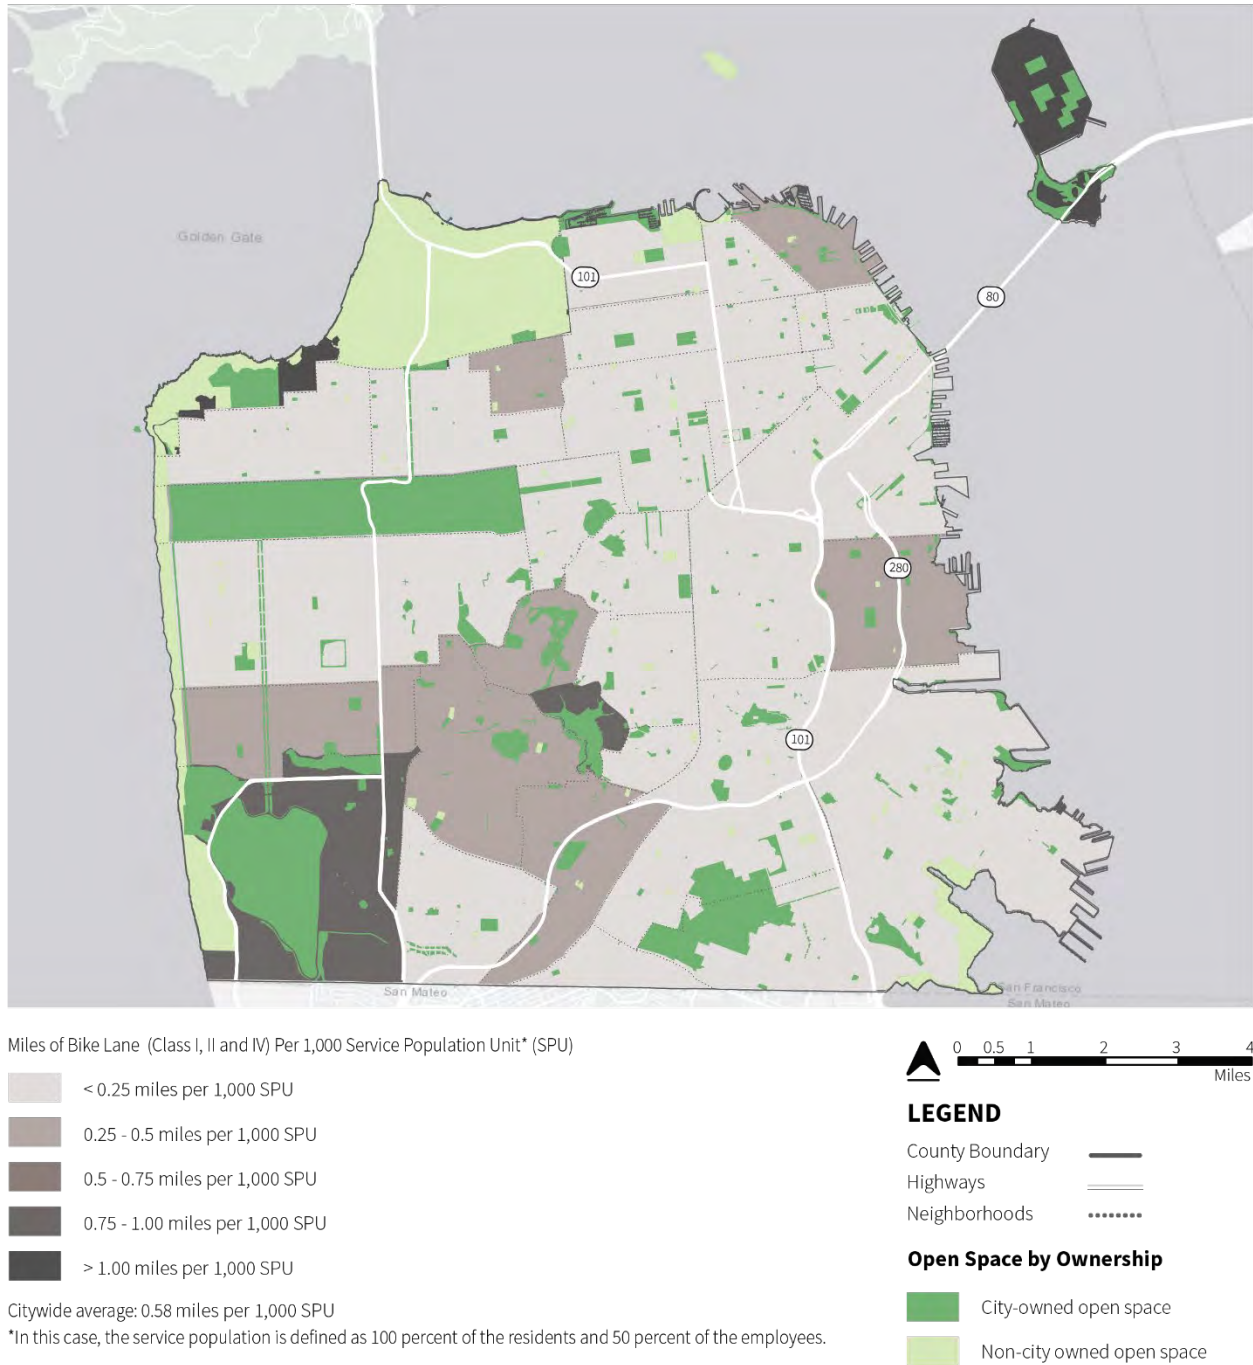 Golden Gate
101
80
280
101
San Mateo
San Francisco
San Mateo
Miles of Bike Lane (Class I, II and IV) Per 1,000 Service Population Unit* (SPU)
< 0.25 miles per 1,000 SPU
0.25 - 0.5 miles per 1,000 SPU
0.5 - 0.75 miles per 1,000 SPU
0.75 - 1.00 miles per 1,000 SPU
> 1.00 miles per 1,000 SPU
Citywide average: 0.58 miles per 1,000 SPU
*In this case, the service population is defined as 100 percent of the residents and 50 percent of the employees.
0 0.5 1 2 3 4
Miles
LEGEND
County Boundary
Highways
Neighborhoods
Open Space by Ownership
City-owned open space
Non-city owned open space